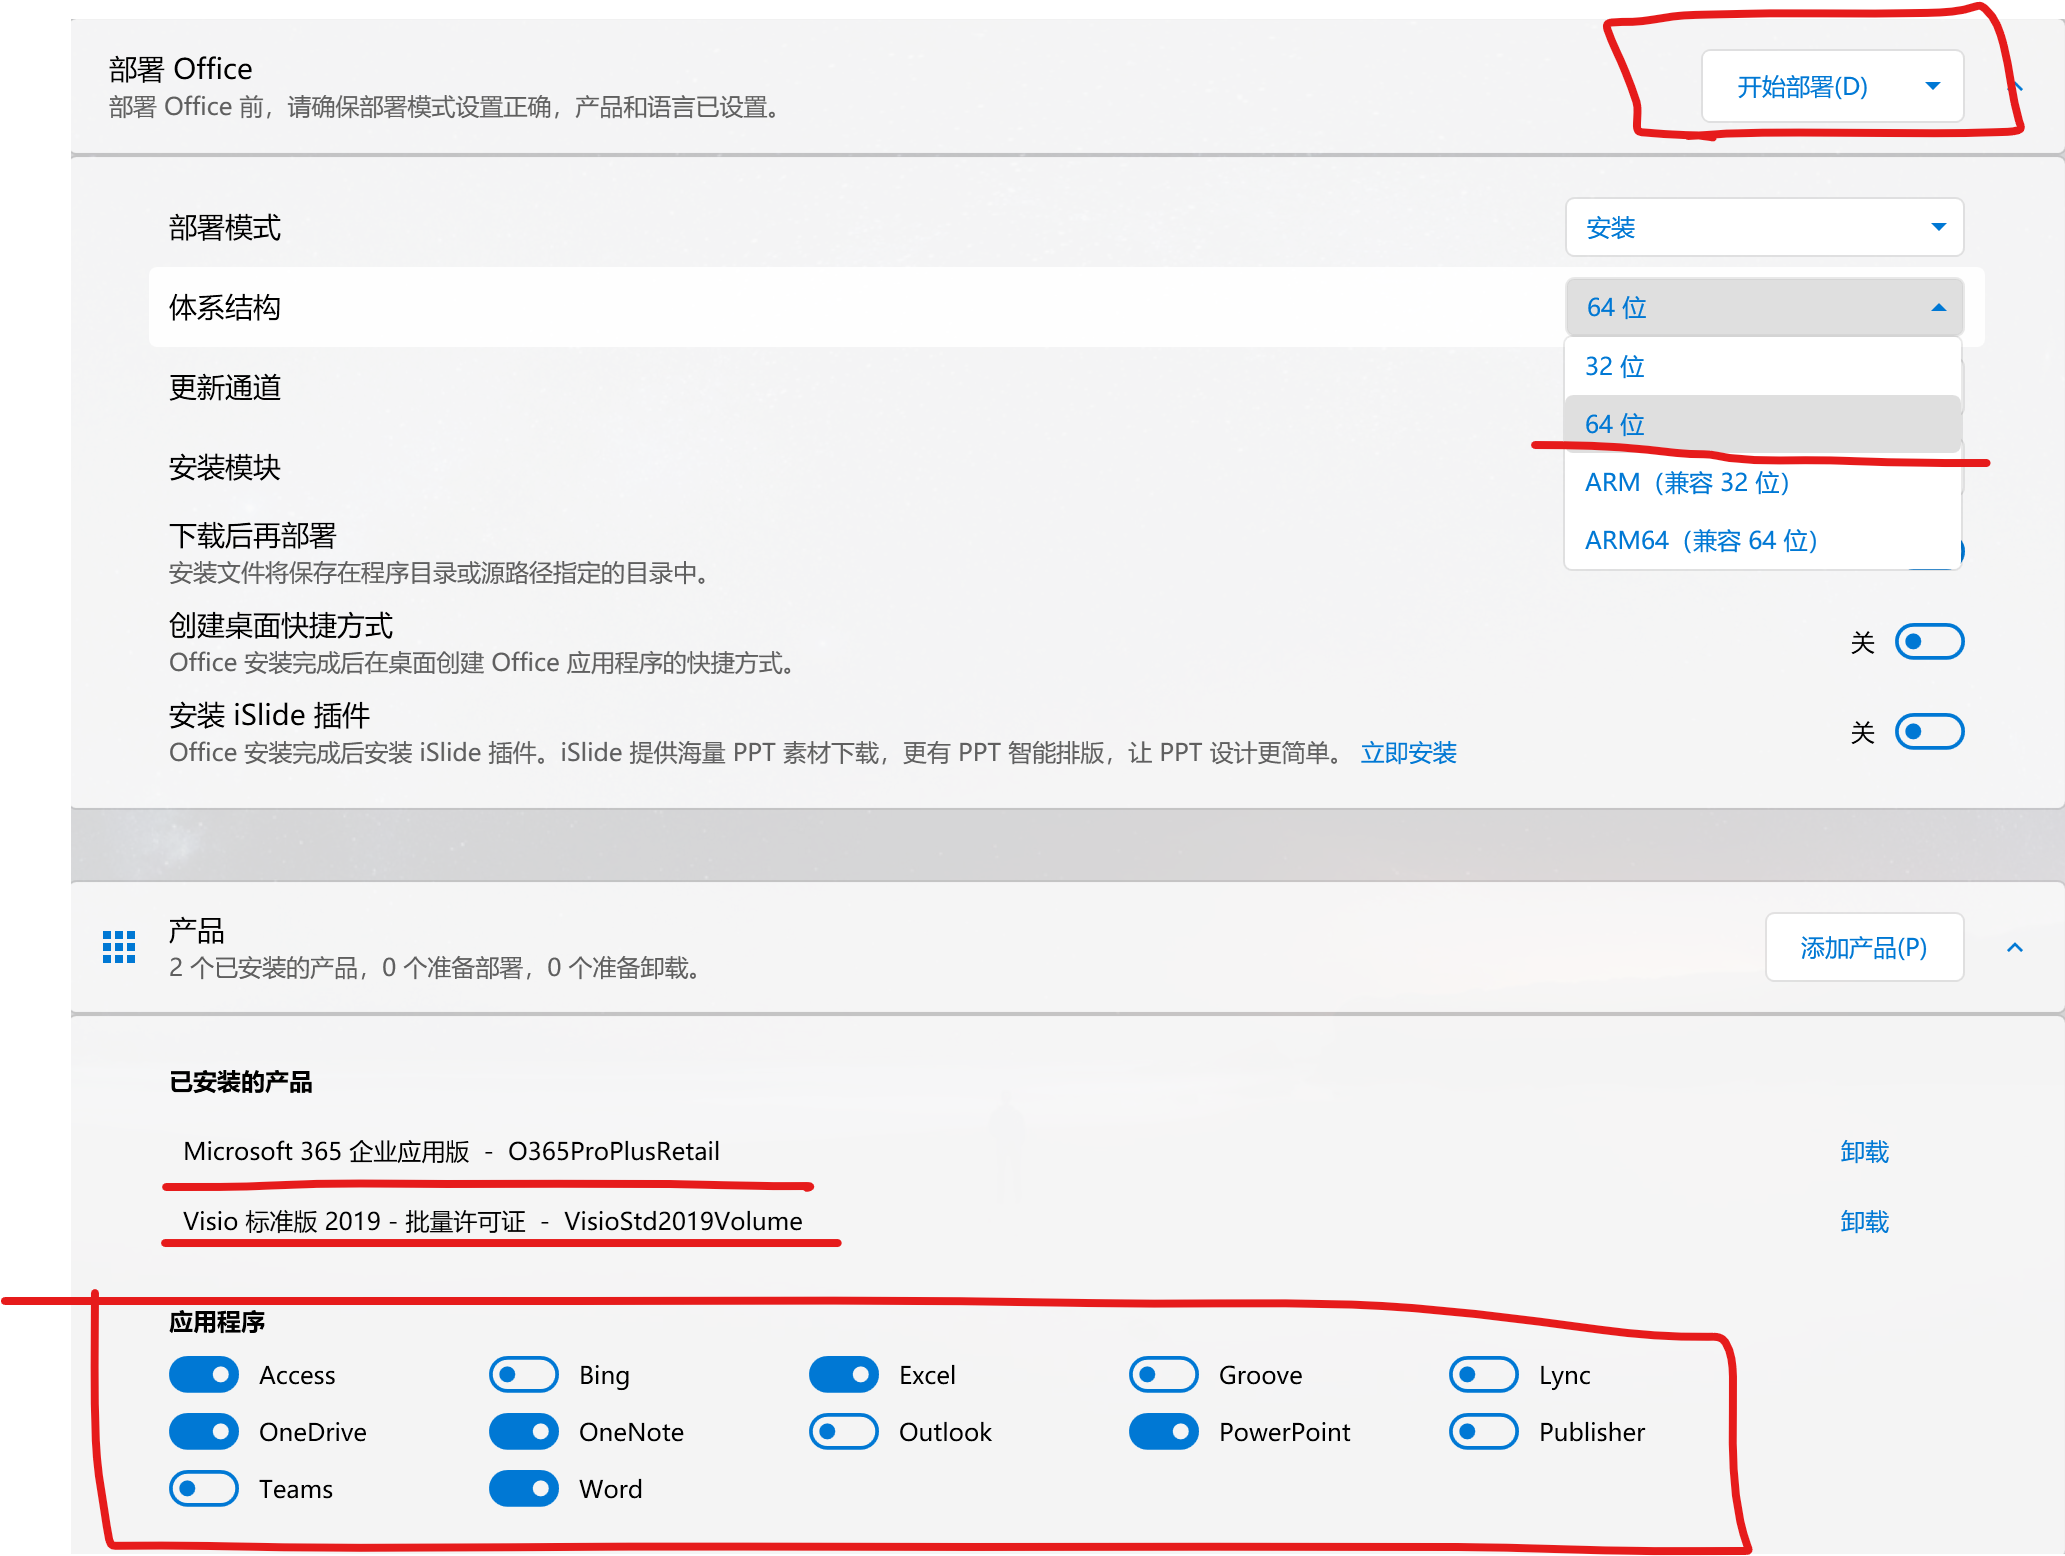 部署 Office
部署 Office 前，请确保部署模式设置正确，产品和语言已设置。
开始部署(D)
部署模式
安装
体系结构
64 位
32 位
更新通道
64 位
安装模块
ARM（兼容 32 位）
下载后再部署
ARM64（兼容 64 位）
安装文件将保存在程序目录或源路径指定的目录中。
创建桌面快捷方式
Office 安装完成后在桌面创建 Office 应用程序的快捷方式。
关
安装 iSlide 插件
Office 安装完成后安装 iSlide 插件。iSlide 提供海量 PPT 素材下载，更有 PPT 智能排版，让 PPT 设计更简单。 立即安装
关
产品
2 个已安装的产品，0 个准备部署，0 个准备卸载。
添加产品(P)
已安装的产品
Microsoft 365 企业应用版 - O365ProPlusRetail 卸载
Visio 标准版 2019 - 批量许可证 - VisioStd2019Volume 卸载
应用程序
Access Bing Excel Groove Lync
OneDrive OneNote Outlook PowerPoint Publisher
Teams Word